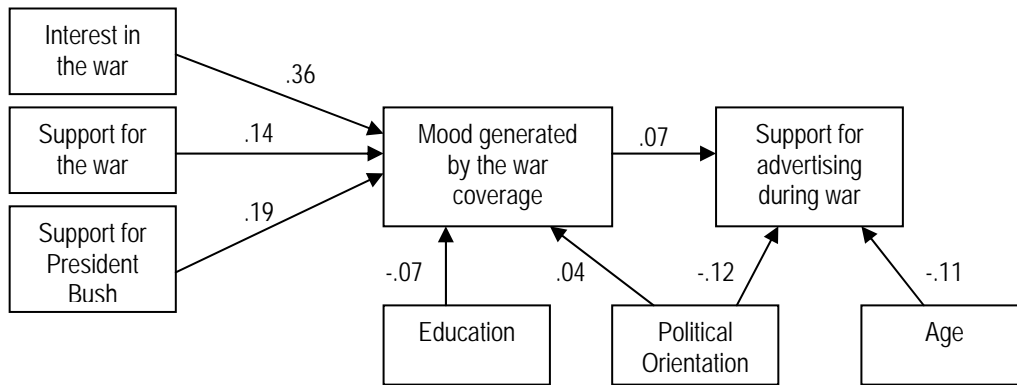 Interest in
the war
.36
Support for
the war
.14
Support for
President
Bush
.19
Mood generated
by the war
coverage
.07
Support for
advertising
during war
-.07
.04
-.12
-.11
Education
Political
Orientation
Age